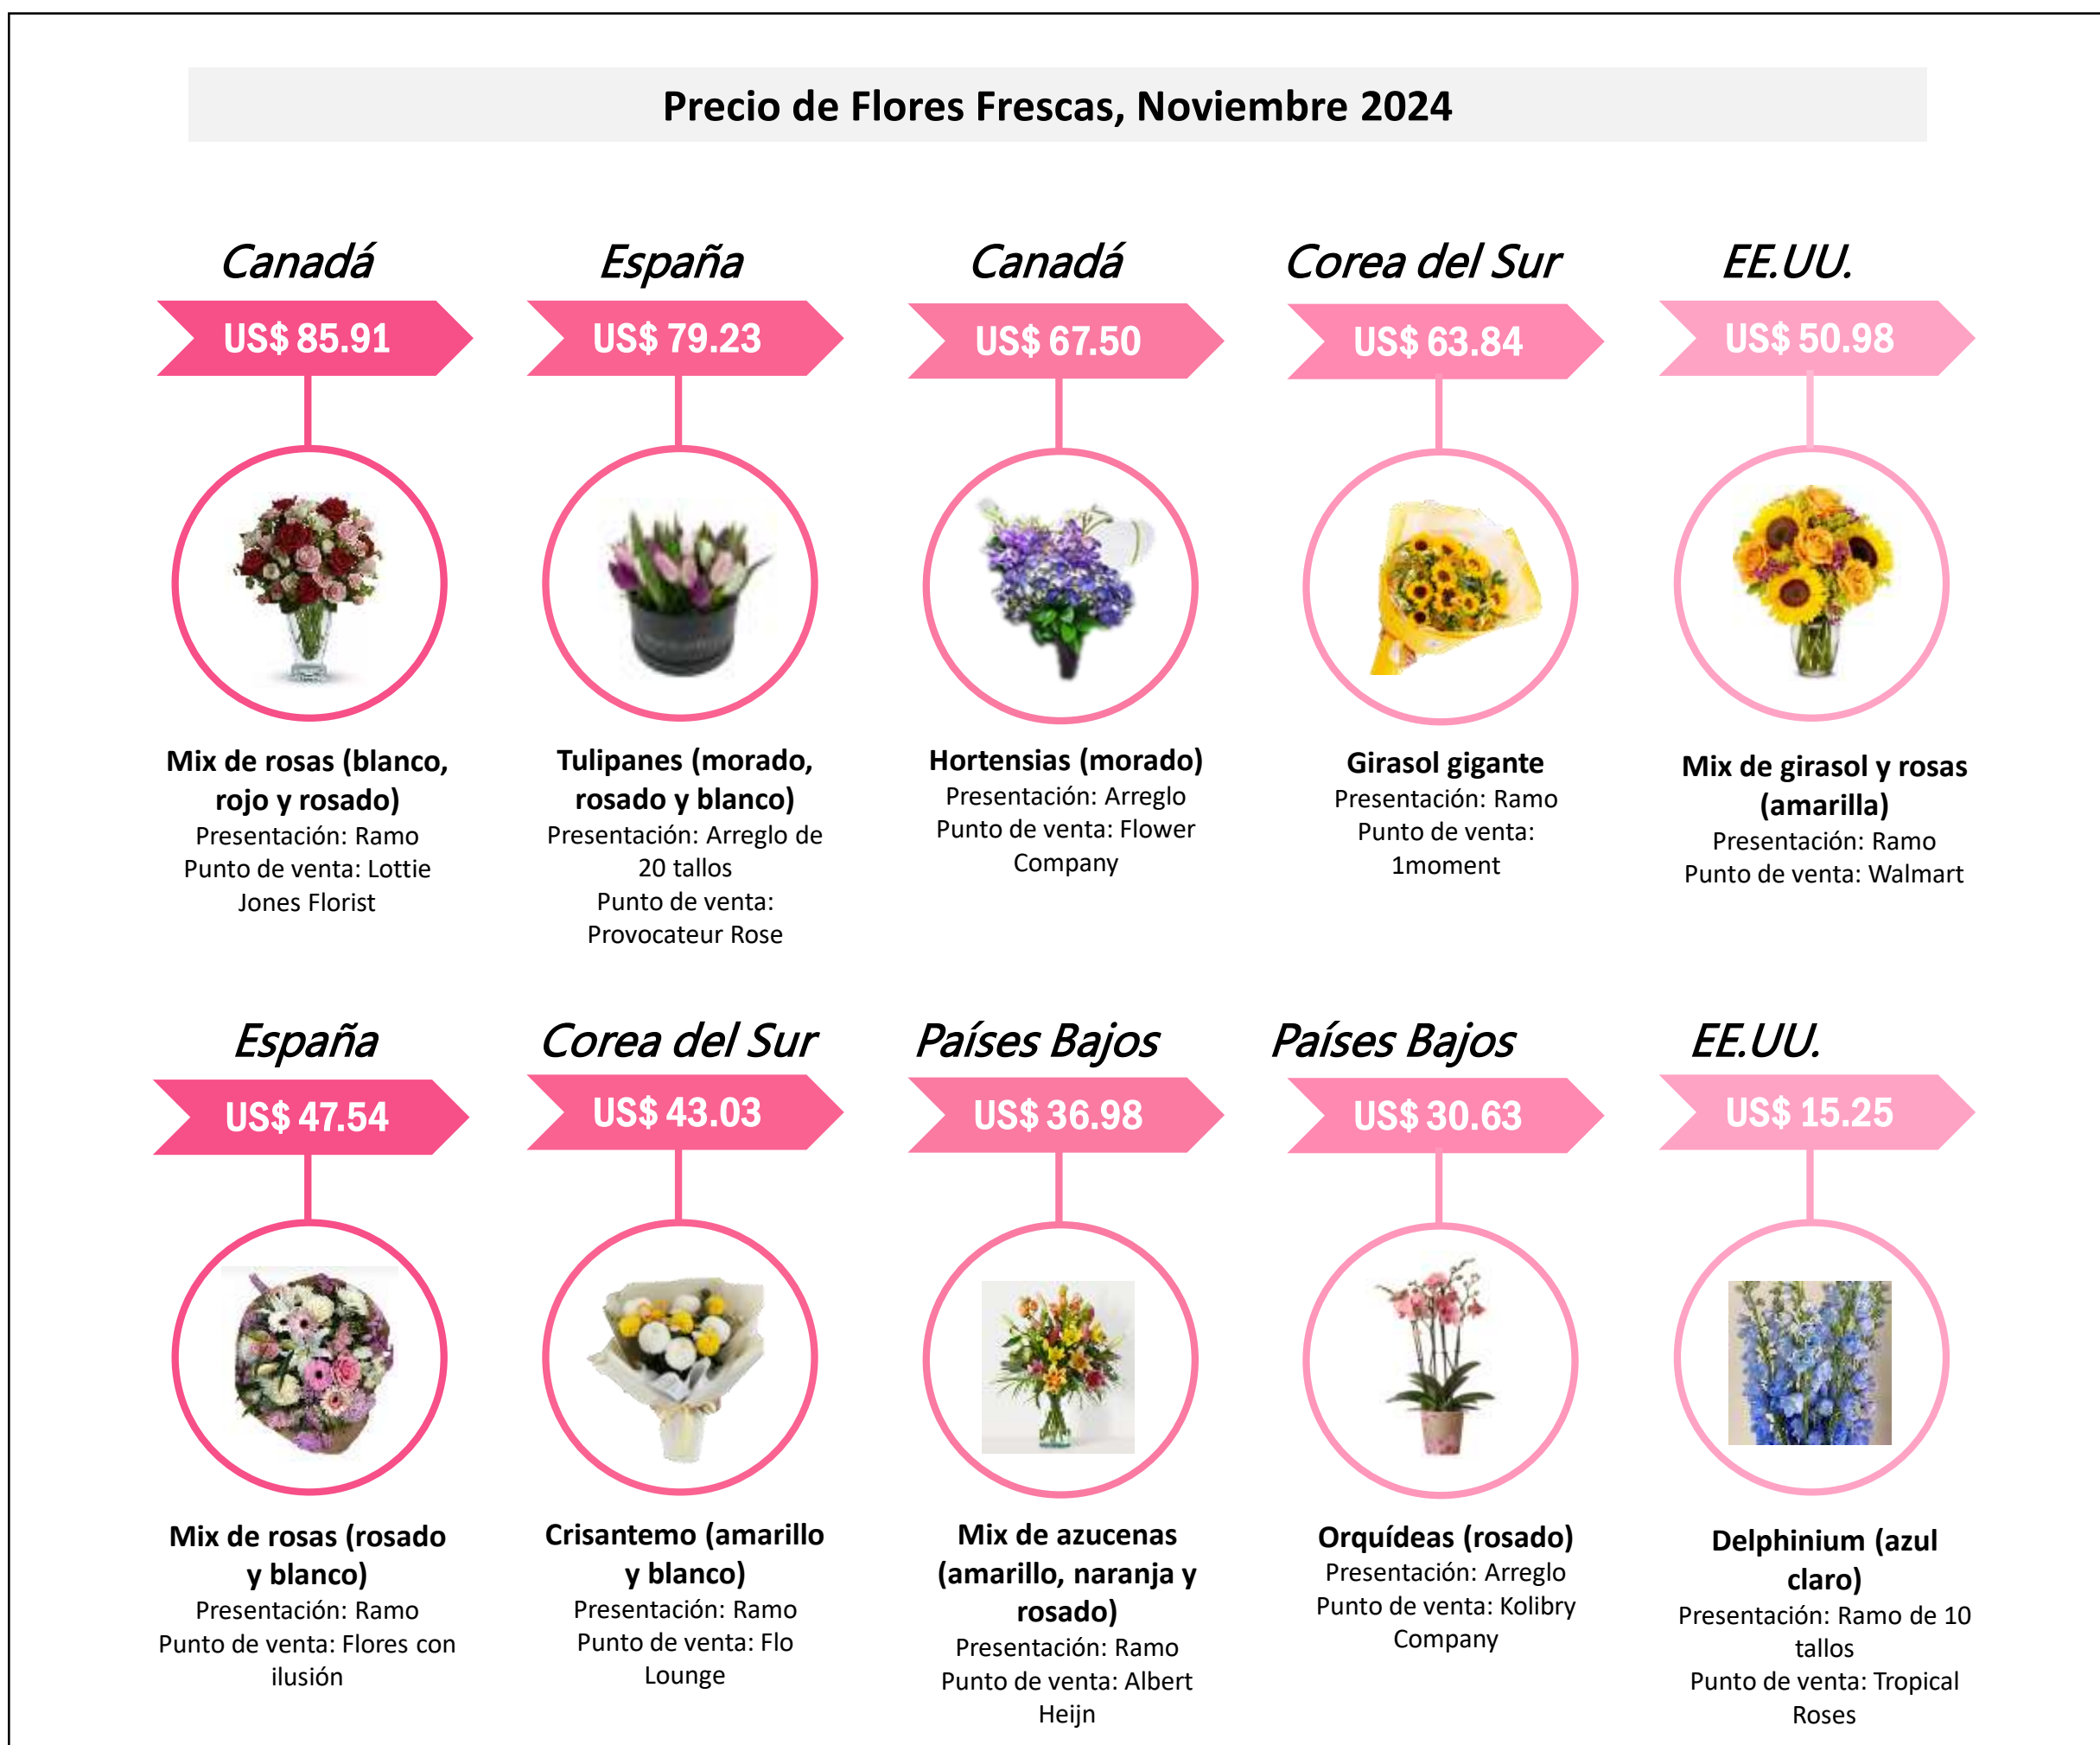 Precio de Flores Frescas, Noviembre 2024
Canadá
US$ 85.91
Mix de rosas (blanco,
rojo y rosado)
Presentación: Ramo
Punto de venta: Lottie
Jones Florist
España
US$ 79.23
Tulipanes (morado,
rosado y blanco)
Presentación: Arreglo de
20 tallos
Punto de venta:
Provocateur Rose
Canadá
US$ 67.50
Hortensias (morado)
Presentación: Arreglo
Punto de venta: Flower
Company
Corea del Sur
US$ 63.84
Girasol gigante
Presentación: Ramo
Punto de venta:
1moment
EE.UU.
US$ 50.98
Mix de girasol y rosas
(amarilla)
Presentación: Ramo
Punto de venta: Walmart
España
US$ 47.54
Mix de rosas (rosado
y blanco)
Presentación: Ramo
Punto de venta: Flores con
ilusión
Corea del Sur
US$ 43.03
Crisantemo (amarillo
y blanco)
Presentación: Ramo
Punto de venta: Flo
Lounge
Países Bajos
US$ 36.98
Mix de azucenas
(amarillo, naranja y
rosado)
Presentación: Ramo
Punto de venta: Albert
Heijn
Países Bajos
US$ 30.63
Orquídeas (rosado)
Presentación: Arreglo
Punto de venta: Kolibry
Company
EE.UU.
US$ 15.25
Delphinium (azul
claro)
Presentación: Ramo de 10
tallos
Punto de venta: Tropical
Roses